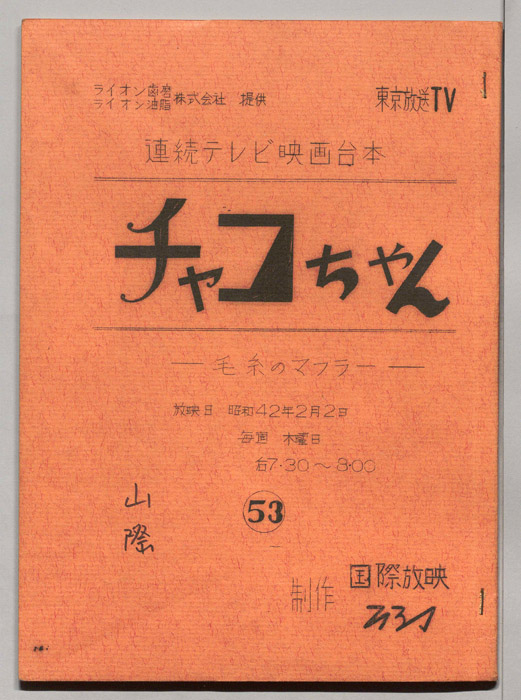 ライオン歯磨
ライオン油脂 株式会社 提供
東京放送TV
連続テレビ映画台本
チャコちゃん
― 毛糸のマフラー ―
放映日 昭和42年2月2日
毎週 木曜日
后7・30～8・00
53
山際
制作 国際放映